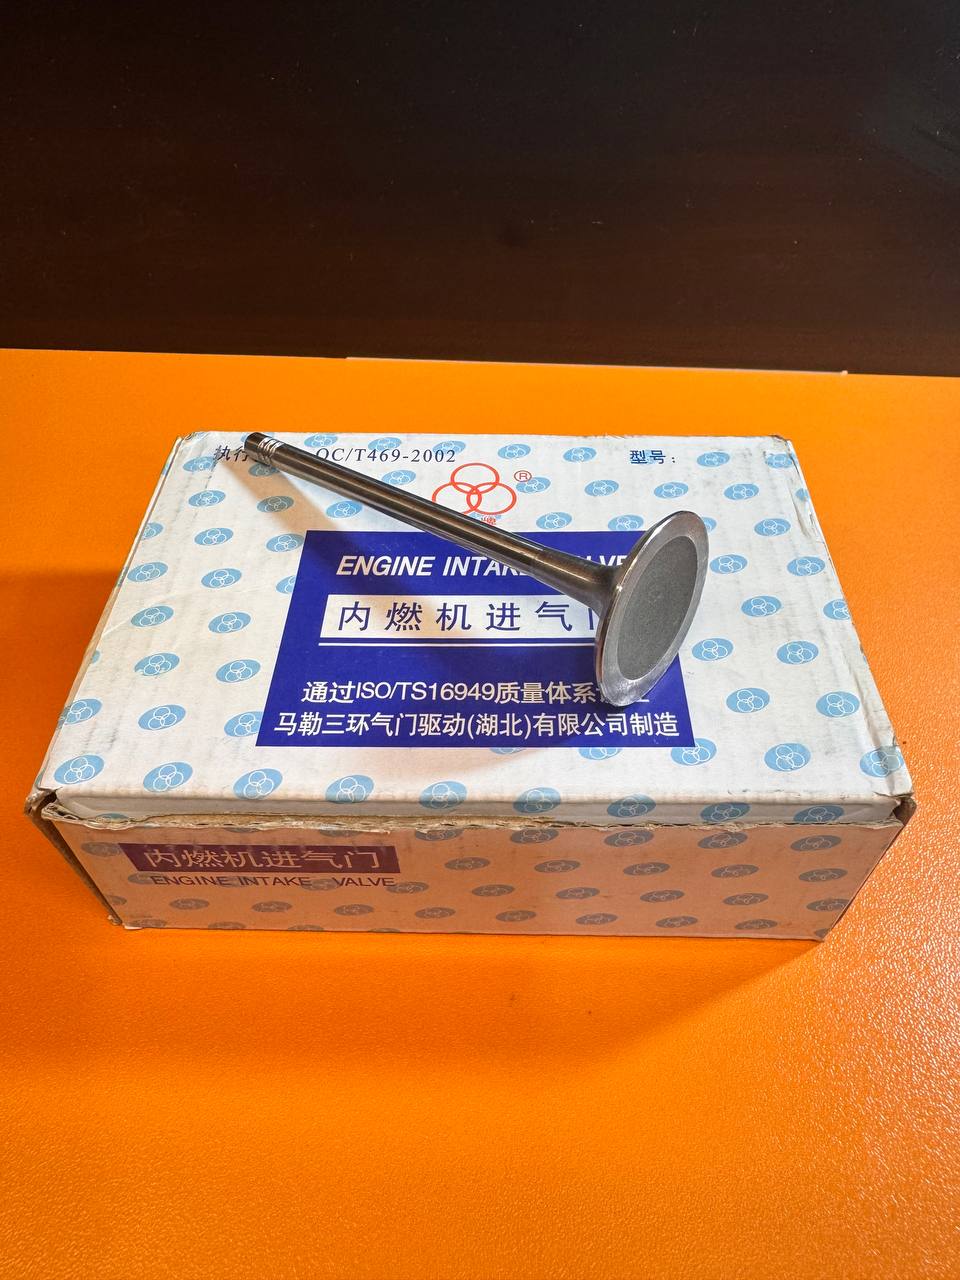 执行 QC/T469-2002
型号：
®
牌
ENGINE INTAKE VALVE
内燃机进气门
通过ISO/TS16949质量体系
马勒三环气门驱动(湖北)有限公司制造
内燃机进气门
ENGINE INTAKE VALVE